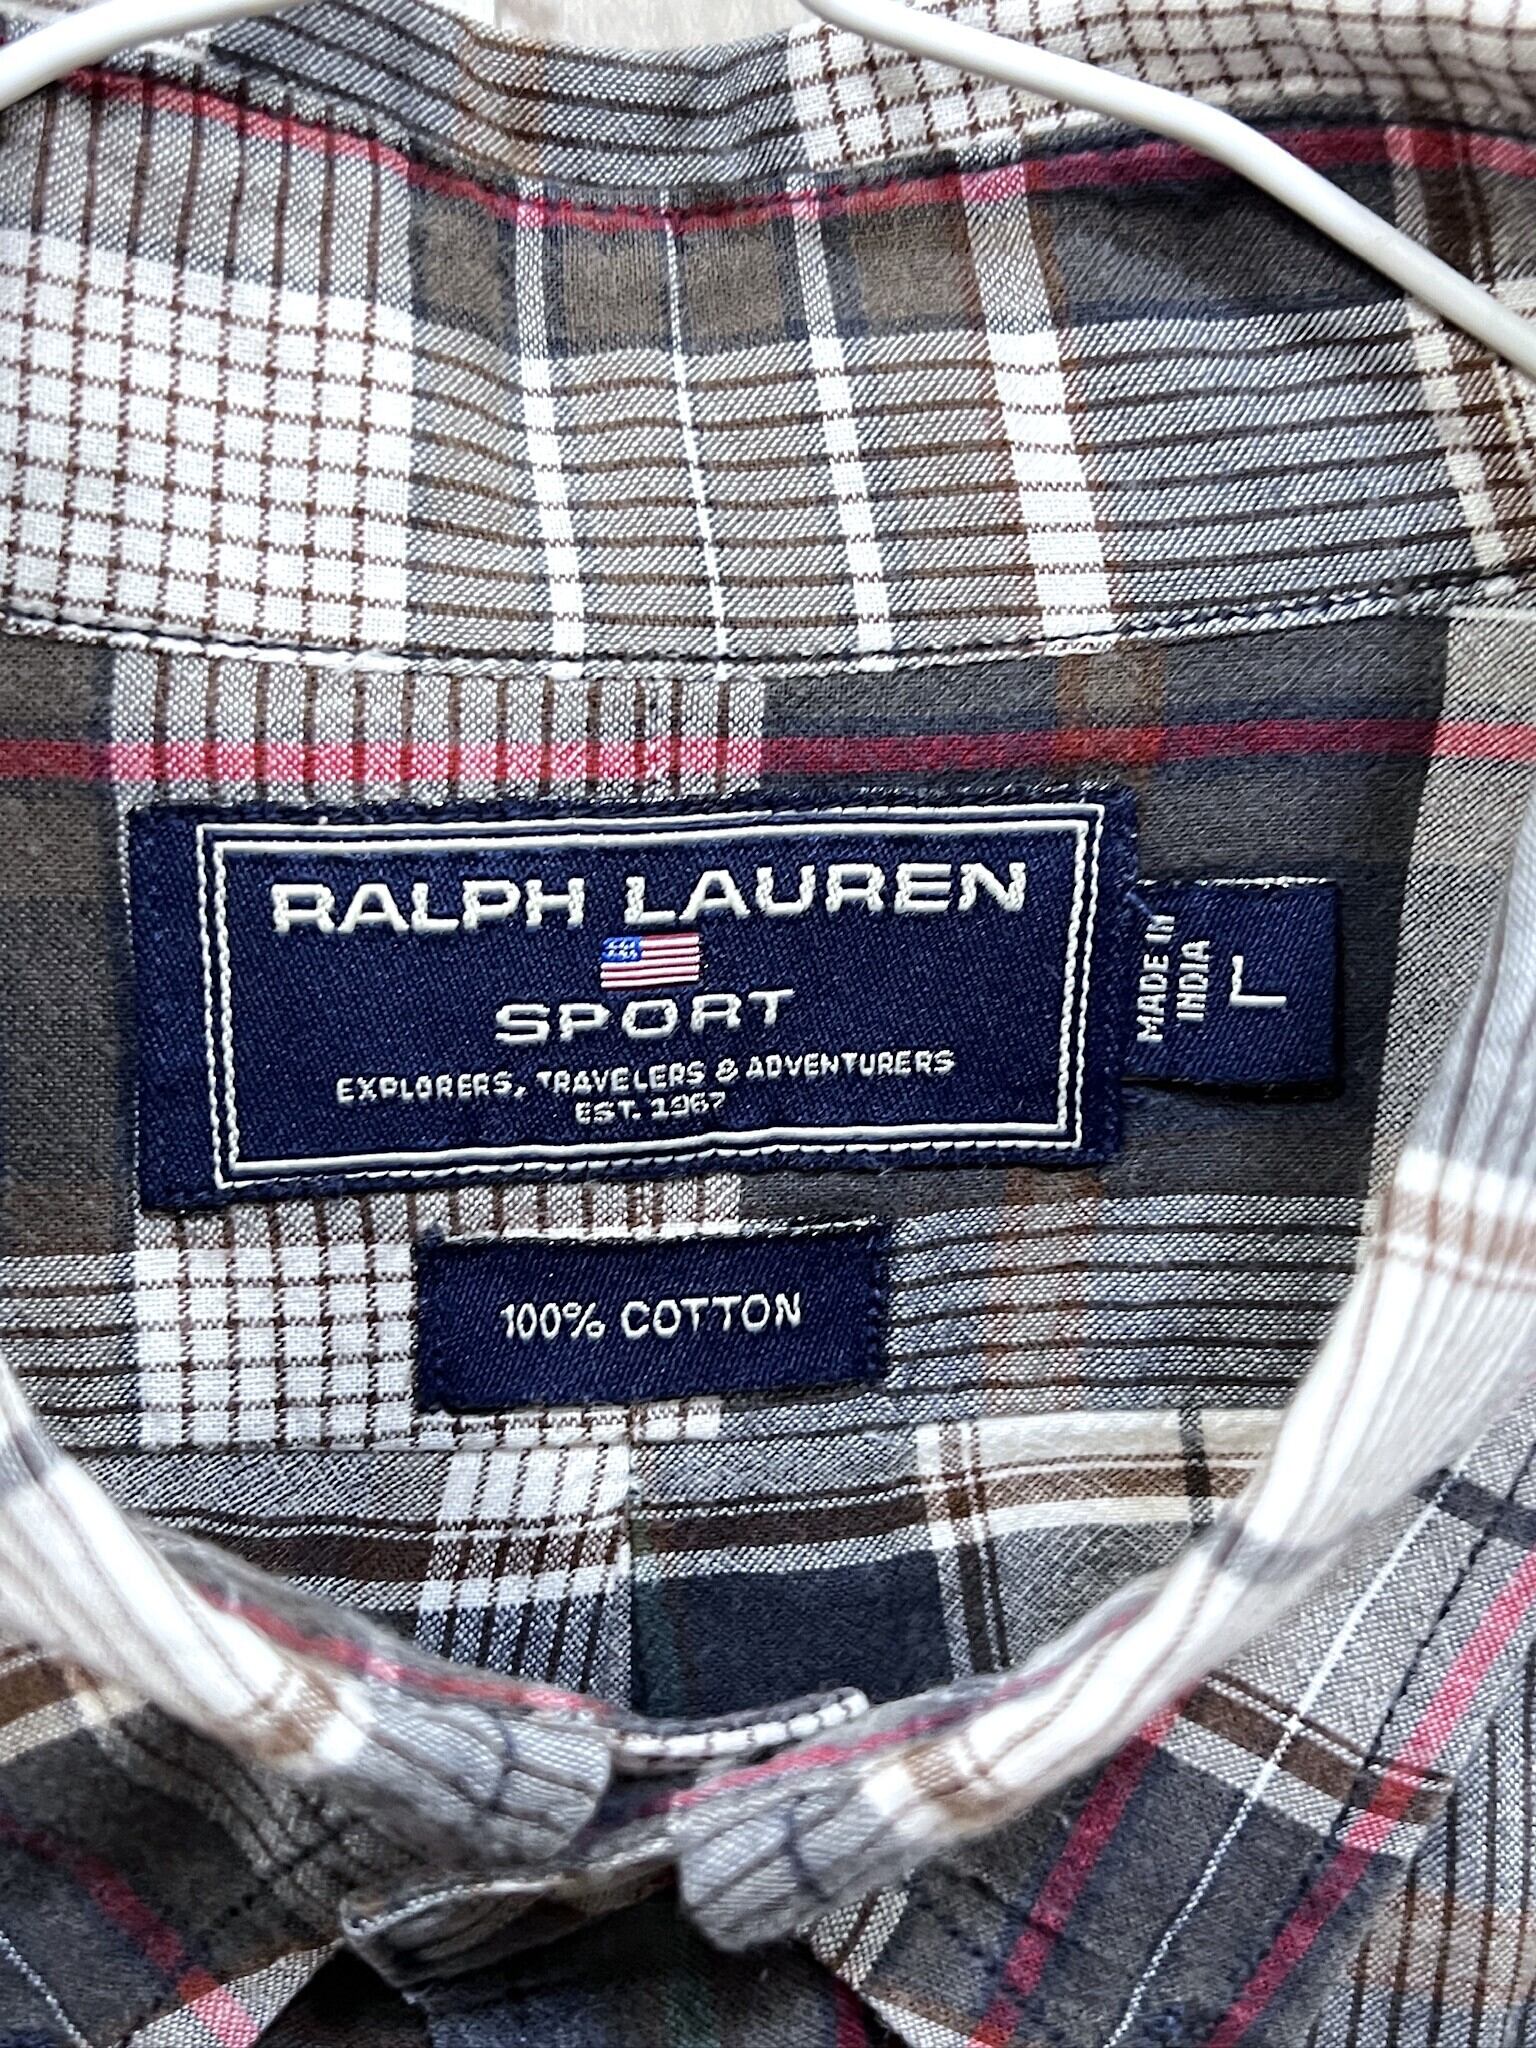 RALPH LAUREN
SPORT
EXPLORERS, TRAVELERS & ADVENTURERS
EST. 1967
MADE IN
INDIA
L
100% COTTON